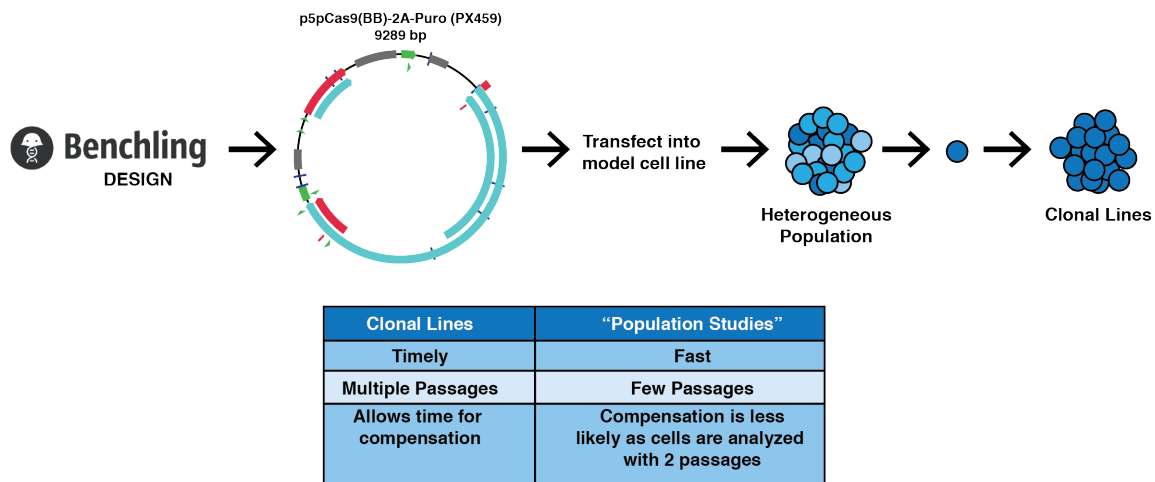 p5pCas9(BB)-2A-Puro (PX459)
9289 bp
Benchling
DESIGN
Transfect into
model cell line
Heterogeneous
Population
Clonal Lines
Clonal Lines
“Population Studies”
Timely
Fast
Multiple Passages
Few Passages
Allows time for
compensation
Compensation is less
likely as cells are analyzed
with 2 passages